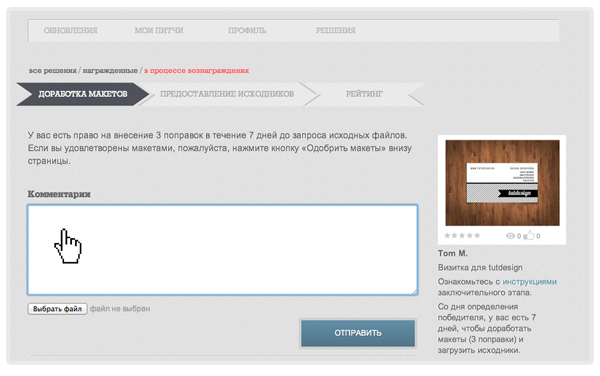 ОБНОВЛЕНИЯ МОИ ПИТЧИ ПРОФИЛЬ РЕШЕНИЯ
все решения / награжденные / в процессе вознаграждения
ДОРАБОТКА МАКЕТОВ ПРЕДОСТАВЛЕНИЕ ИСХОДНИКОВ РЕЙТИНГ
У вас есть право на внесение 3 поправок в течение 7 дней до запроса исходных файлов.
Если вы удовлетворены макетами, пожалуйста, нажмите кнопку «Одобрить макеты» внизу
страницы.
Комментарии
Выбрать файл файл не выбран
ОТПРАВИТЬ
tutdesign
0 0
Tom M.
Визитка для tutdesign
Ознакомьтесь с инструкциями
заключительного этапа.
Со дня определения
победителя, у вас есть 7
дней, чтобы доработать
макеты (3 поправки) и
загрузить исходники.